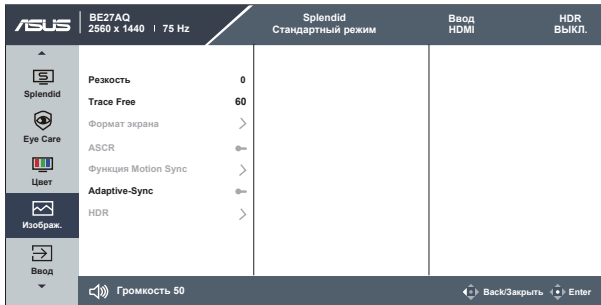 ASUS
BE27AQ
2560 x 1440 | 75 Hz
Splendid
Стандартный режим
Ввод
HDMI
HDR
ВЫКЛ.
Splendid
Eye Care
Цвет
Изображ.
Ввод
Резкость 0
Trace Free 60
Формат экрана
ASCR
Функция Motion Sync
Adaptive-Sync
HDR
Громкость 50
Back/Закрыть
Enter